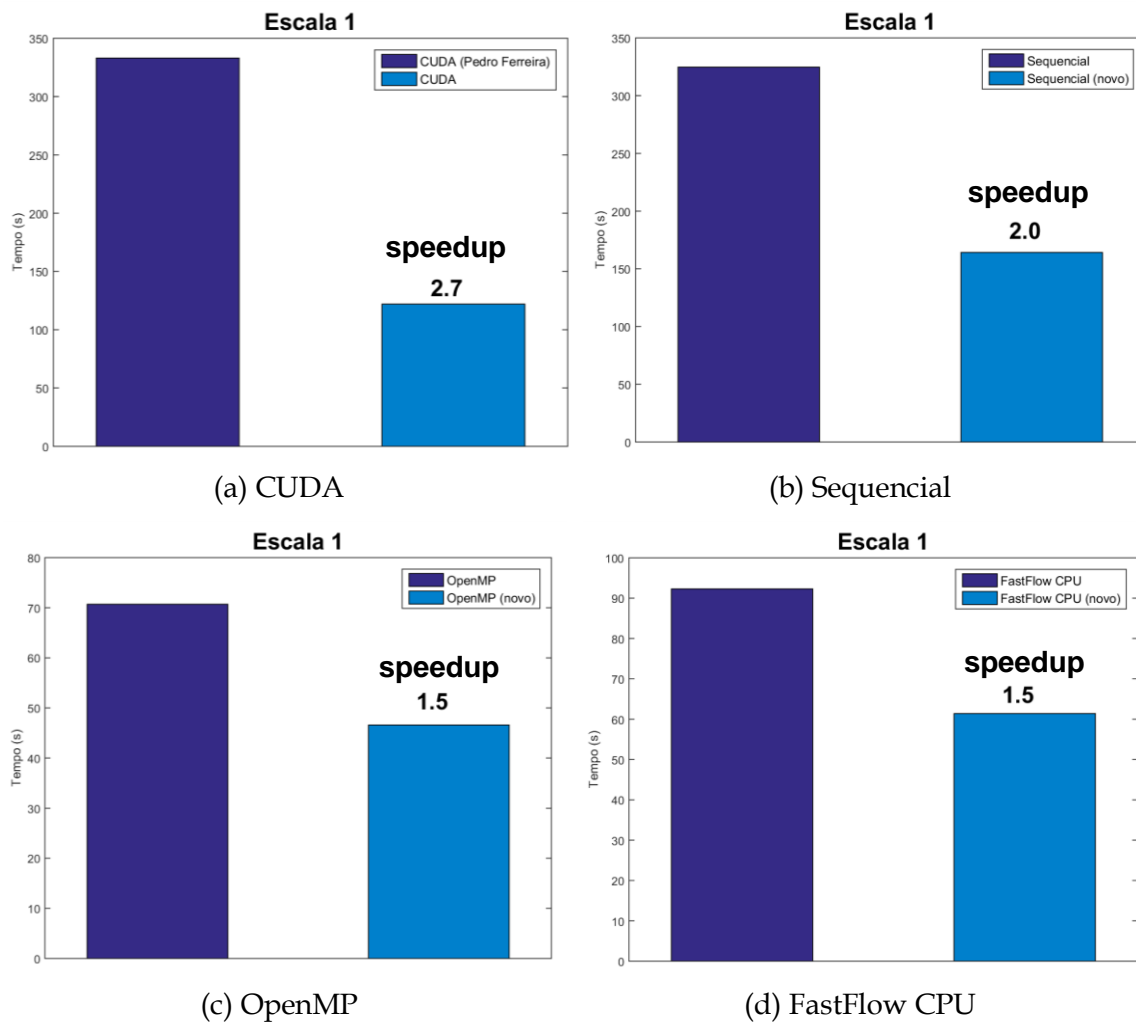 Escala 1
350
300
250
200
150
100
50
0
Tempo (s)
CUDA (Pedro Ferreira)
CUDA
speedup
2.7
(a) CUDA
Escala 1
350
300
250
200
150
100
50
0
Tempo (s)
Sequencial
Sequencial (novo)
speedup
2.0
(b) Sequencial
Escala 1
80
70
60
50
40
30
20
10
0
Tempo (s)
OpenMP
OpenMP (novo)
speedup
1.5
(c) OpenMP
Escala 1
100
90
80
70
60
50
40
30
20
10
0
Tempo (s)
FastFlow CPU
FastFlow CPU (novo)
speedup
1.5
(d) FastFlow CPU